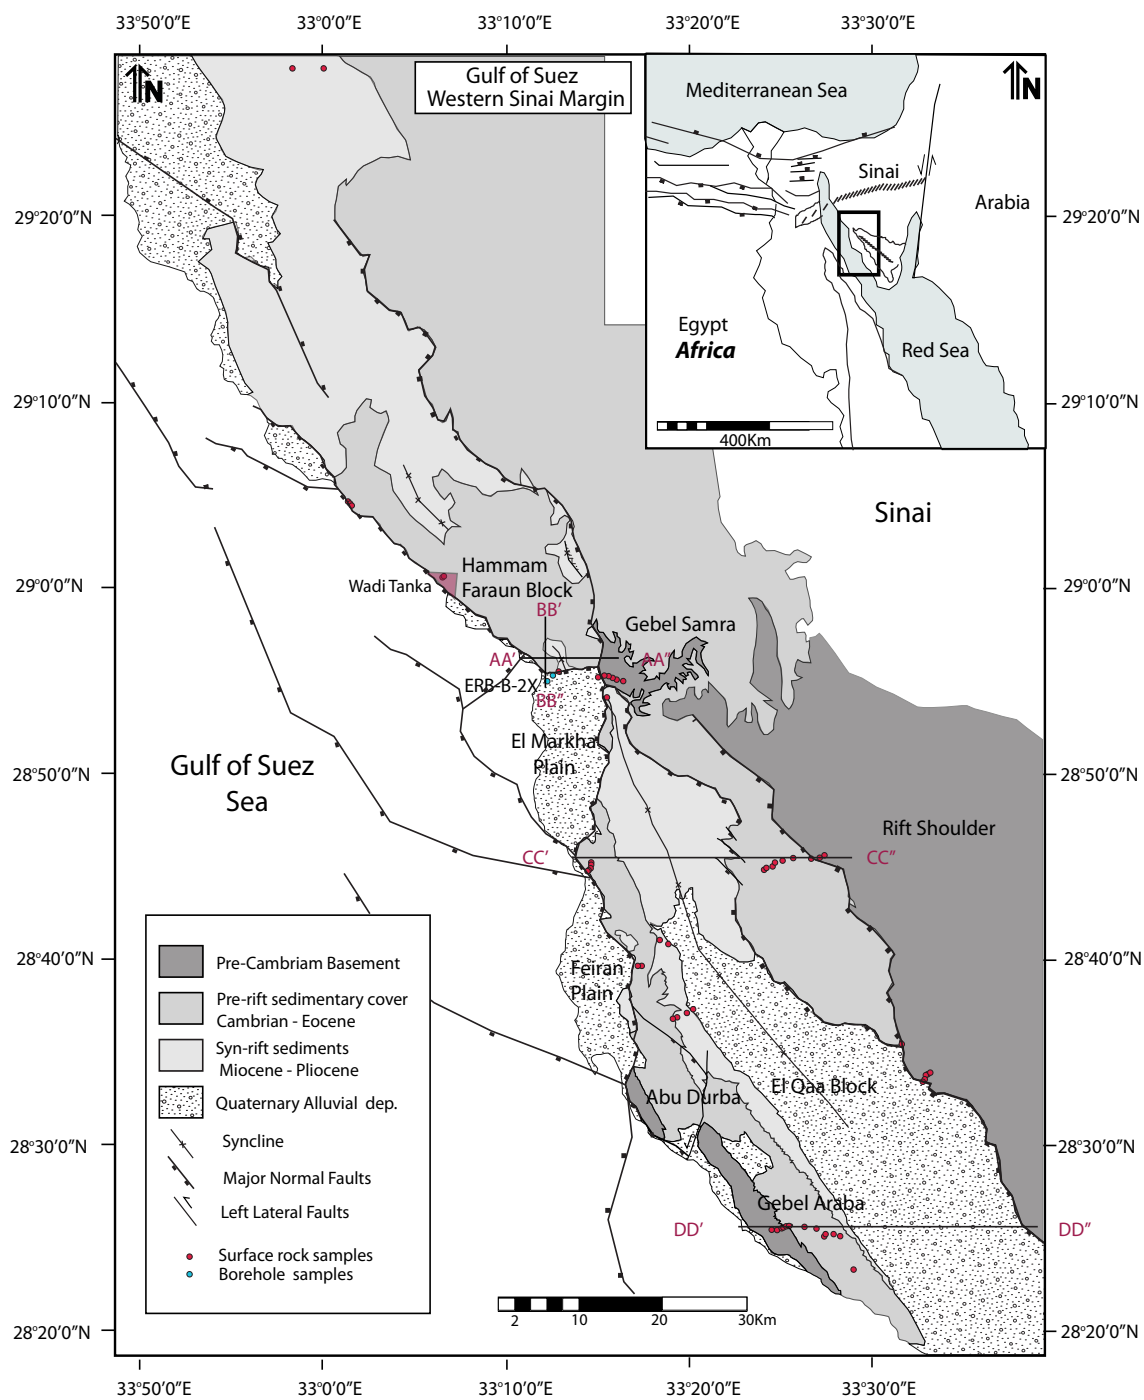 33°50'0"E 33°0'0"E 33°10'0"E 33°20'0"E 33°30'0"E
N
Gulf of Suez
Western Sinai Margin
N
Mediterranean Sea
Sinai
Arabia
29°20'0"N
29°20'0"N
Egypt
Africa
Red Sea
400Km
29°10'0"N
29°10'0"N
Sinai
Hammam
Faraun Block
Wadi Tanka
29°0'0"N
29°0'0"N
BB'
Gebel Samra
AA'
AA"
ERB-B-2X
BB"
El Markha
Plain
Gulf of Suez
Sea
28°50'0"N
28°50'0"N
Rift Shoulder
CC'
CC"
28°40'0"N
28°40'0"N
Feiran
Plain
Pre-Cambriam Basement
Pre-rift sedimentary cover
Cambrian - Eocene
Syn-rift sediments
Miocene - Pliocene
Quaternary Alluvial dep.
Syncline
Major Normal Faults
Left Lateral Faults
Surface rock samples
Borehole samples
El Qaa Block
Abu Durba
28°30'0"N
28°30'0"N
Gebel Araba
DD'
DD"
2 10 20 30Km
28°20'0"N
28°20'0"N
33°50'0"E 33°0'0"E 33°10'0"E 33°20'0"E 33°30'0"E